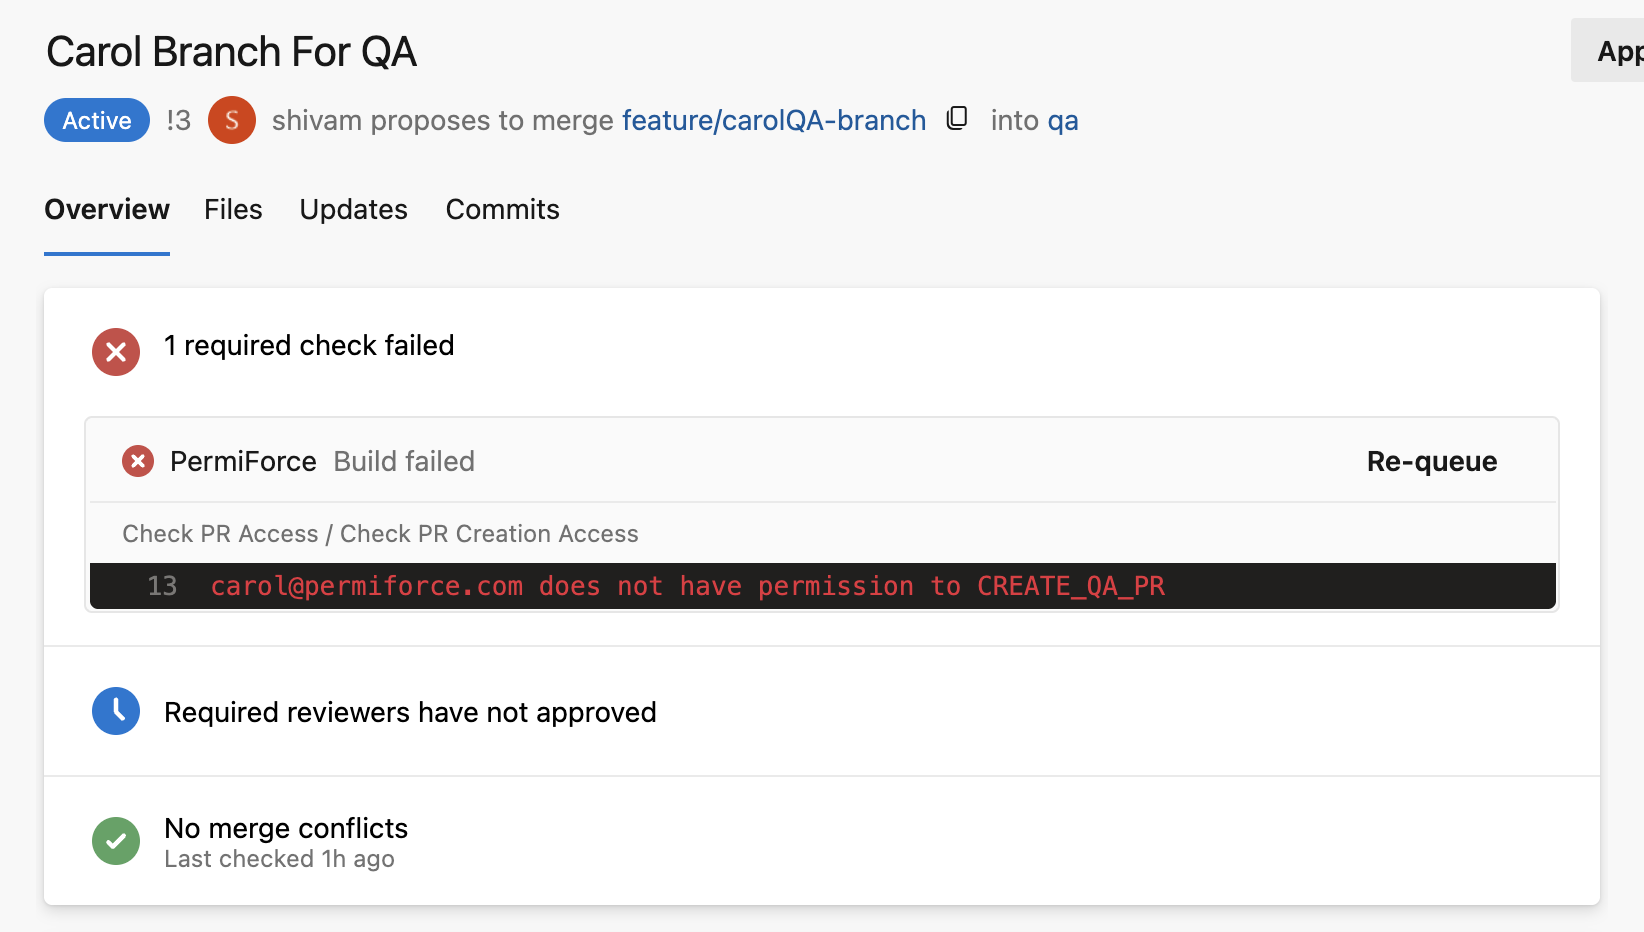 Carol Branch For QA
App
Active !3 S shivam proposes to merge feature/carolQA-branch into qa
Overview Files Updates Commits
1 required check failed
PermiForce Build failed Re-queue
Check PR Access / Check PR Creation Access
13 carol@permiforce.com does not have permission to CREATE_QA_PR
Required reviewers have not approved
No merge conflicts
Last checked 1h ago